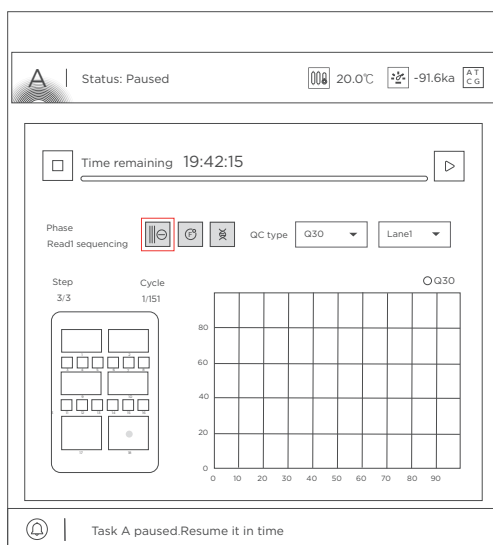 A
Status: Paused
20.0℃
-91.6ka
A T
C G
Time remaining 19:42:15
Phase
Read1 sequencing
QC type
Q30
Lane1
Step
3/3
Cycle
1/151
Q30
80
60
40
20
0
0 10 20 30 40 50 60 70 80 90
Task A paused.Resume it in time